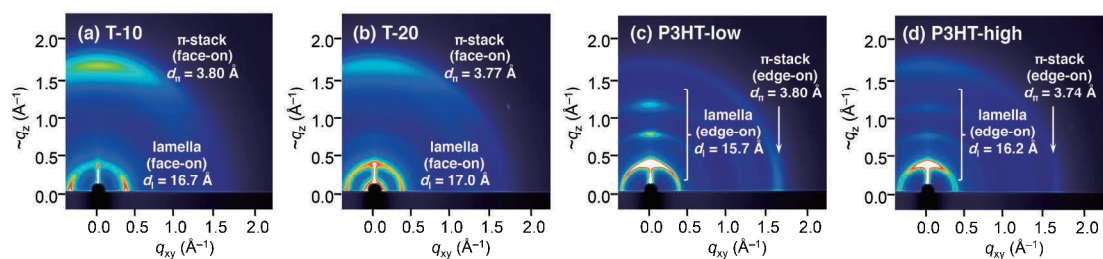 (a) T-10
π-stack
(face-on)
dπ = 3.80 Å
lamella
(face-on)
dl = 16.7 Å
2.0
1.5
1.0
0.5
0.0
~qz (Å⁻¹)
0.0 0.5 1.0 1.5 2.0
qxy (Å⁻¹)
(b) T-20
π-stack
(face-on)
dπ = 3.77 Å
lamella
(face-on)
dl = 17.0 Å
2.0
1.5
1.0
0.5
0.0
~qz (Å⁻¹)
0.0 0.5 1.0 1.5 2.0
qxy (Å⁻¹)
(c) P3HT-low
π-stack
(edge-on)
dπ = 3.80 Å
lamella
(edge-on)
dl = 15.7 Å
2.0
1.5
1.0
0.5
0.0
~qz (Å⁻¹)
0.0 0.5 1.0 1.5 2.0
qxy (Å⁻¹)
(d) P3HT-high
π-stack
(edge-on)
dπ = 3.74 Å
lamella
(edge-on)
dl = 16.2 Å
2.0
1.5
1.0
0.5
0.0
~qz (Å⁻¹)
0.0 0.5 1.0 1.5 2.0
qxy (Å⁻¹)